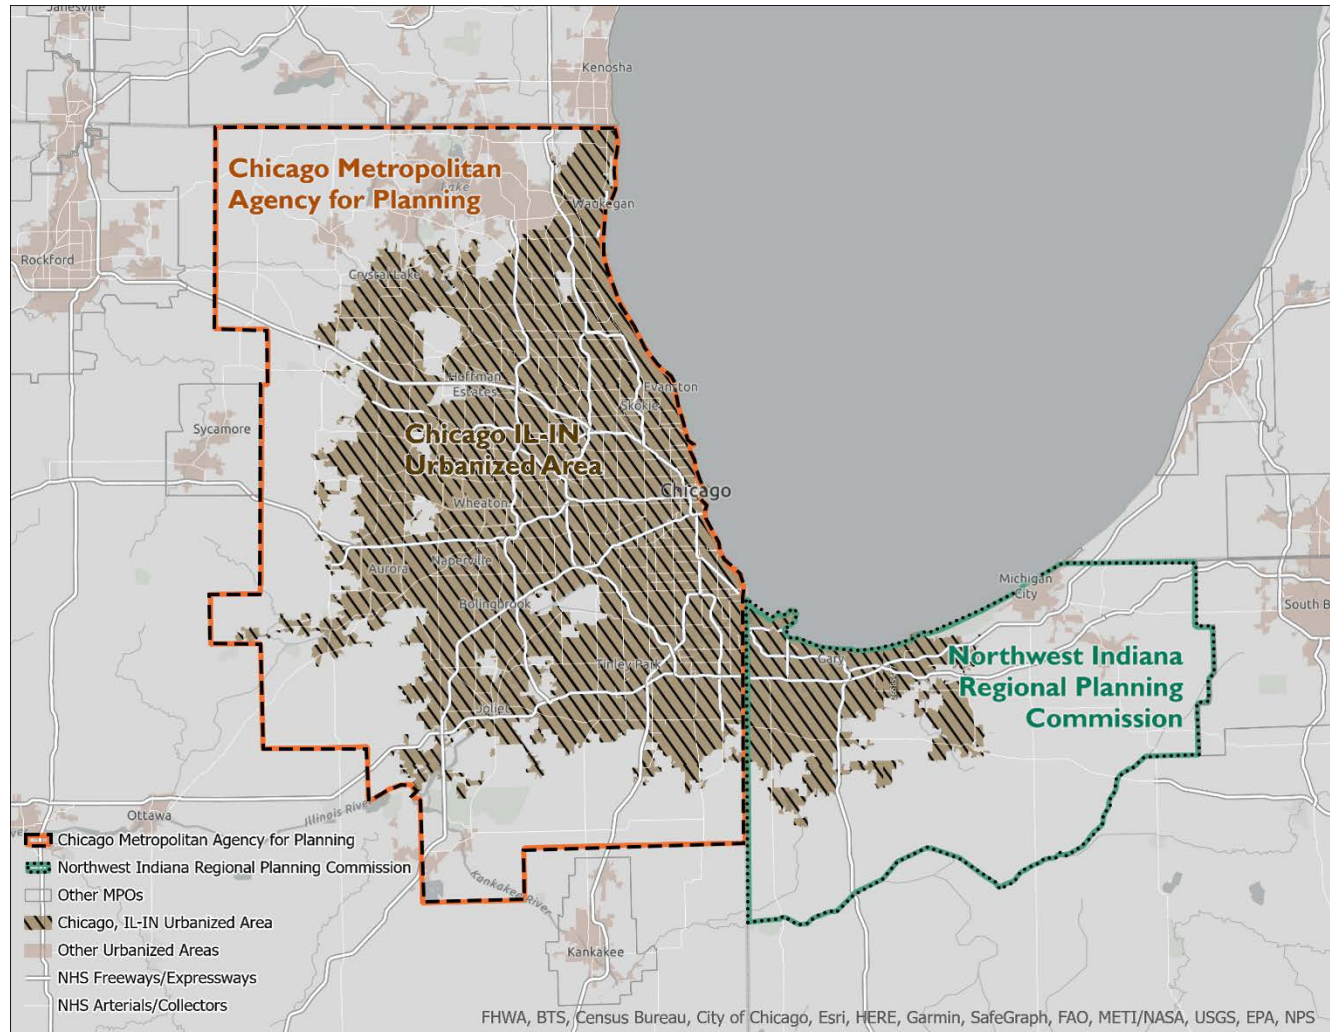 Janesville
Kenosha
Chicago Metropolitan
Agency for Planning
Lake
Waukegan
Rockford
Crystal Lake
Hoffman
Estates
Evanston
Skokie
Sycamore
Chicago IL-IN
Urbanized Area
Chicago
Wheaton
Naperville
Aurora
Bolingbrook
Michigan
City
South B
Tinley Park
Gary
Northwest Indiana
Regional Planning
Commission
Joliet
Ottawa
Illinois River
Kankakee River
Kankakee
Chicago Metropolitan Agency for Planning
Northwest Indiana Regional Planning Commission
Other MPOs
Chicago, IL-IN Urbanized Area
Other Urbanized Areas
NHS Freeways/Expressways
NHS Arterials/Collectors
FHWA, BTS, Census Bureau, City of Chicago, Esri, HERE, Garmin, SafeGraph, FAO, METI/NASA, USGS, EPA, NPS